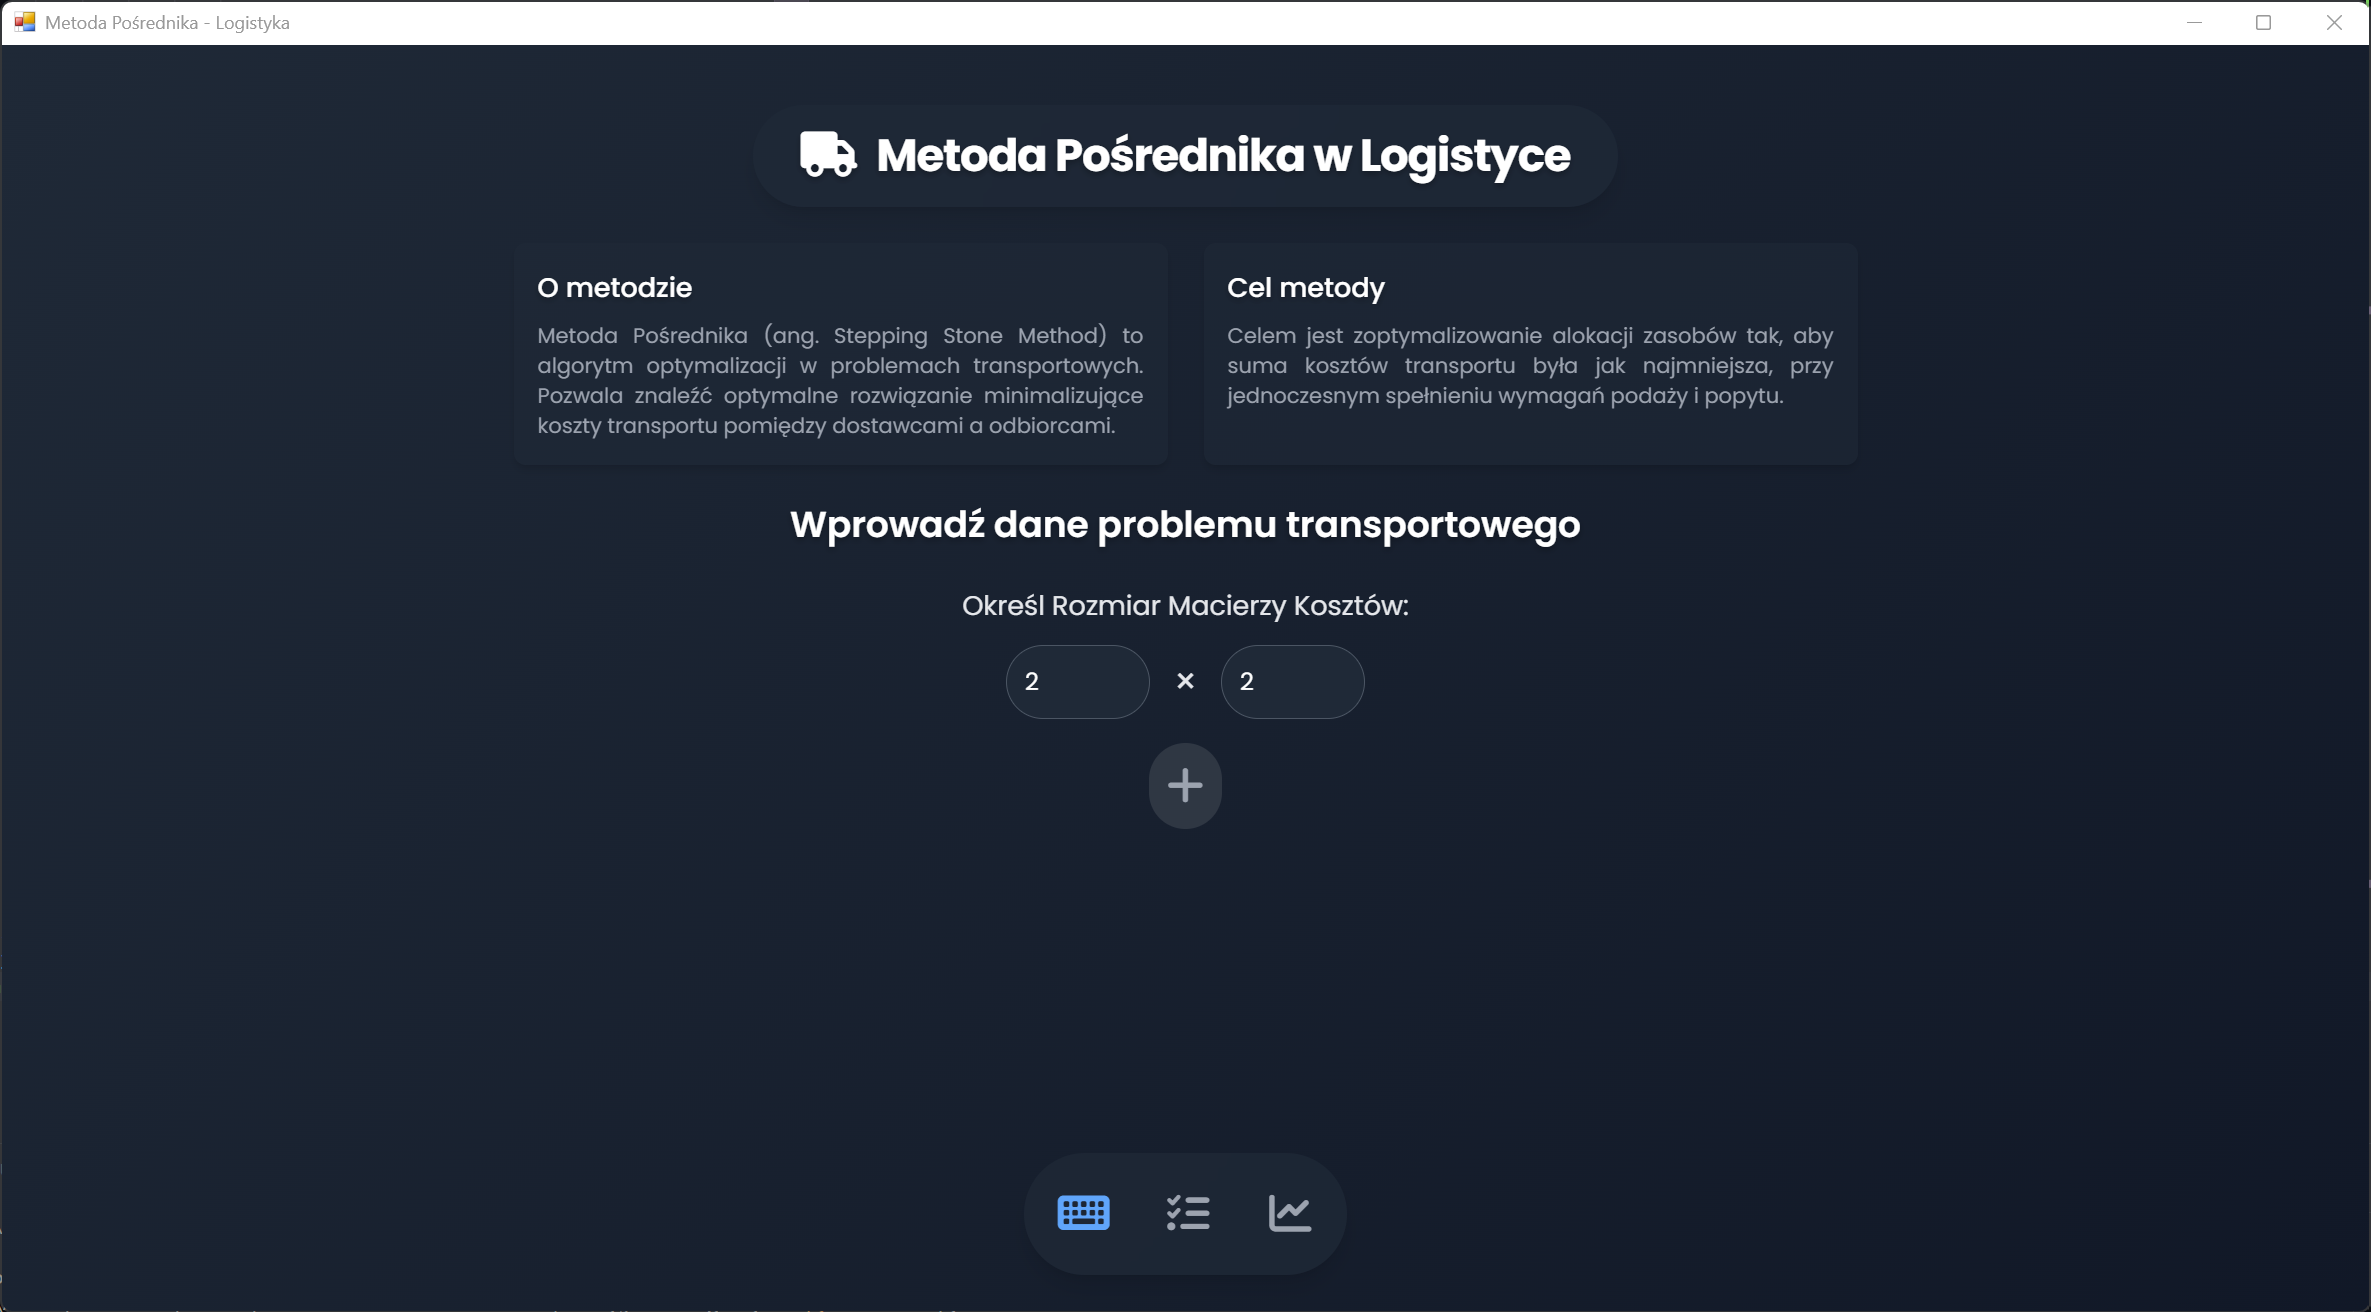 Metoda Pośrednika - Logistyka
Metoda Pośrednika w Logistyce
O metodzie
Metoda Pośrednika (ang. Stepping Stone Method) to
algorytm optymalizacji w problemach transportowych.
Pozwala znaleźć optymalne rozwiązanie minimalizujące
koszty transportu pomiędzy dostawcami a odbiorcami.
Cel metody
Celem jest zoptymalizowanie alokacji zasobów tak, aby
suma kosztów transportu była jak najmniejsza, przy
jednoczesnym spełnieniu wymagań podaży i popytu.
Wprowadź dane problemu transportowego
Określ Rozmiar Macierzy Kosztów:
2 × 2